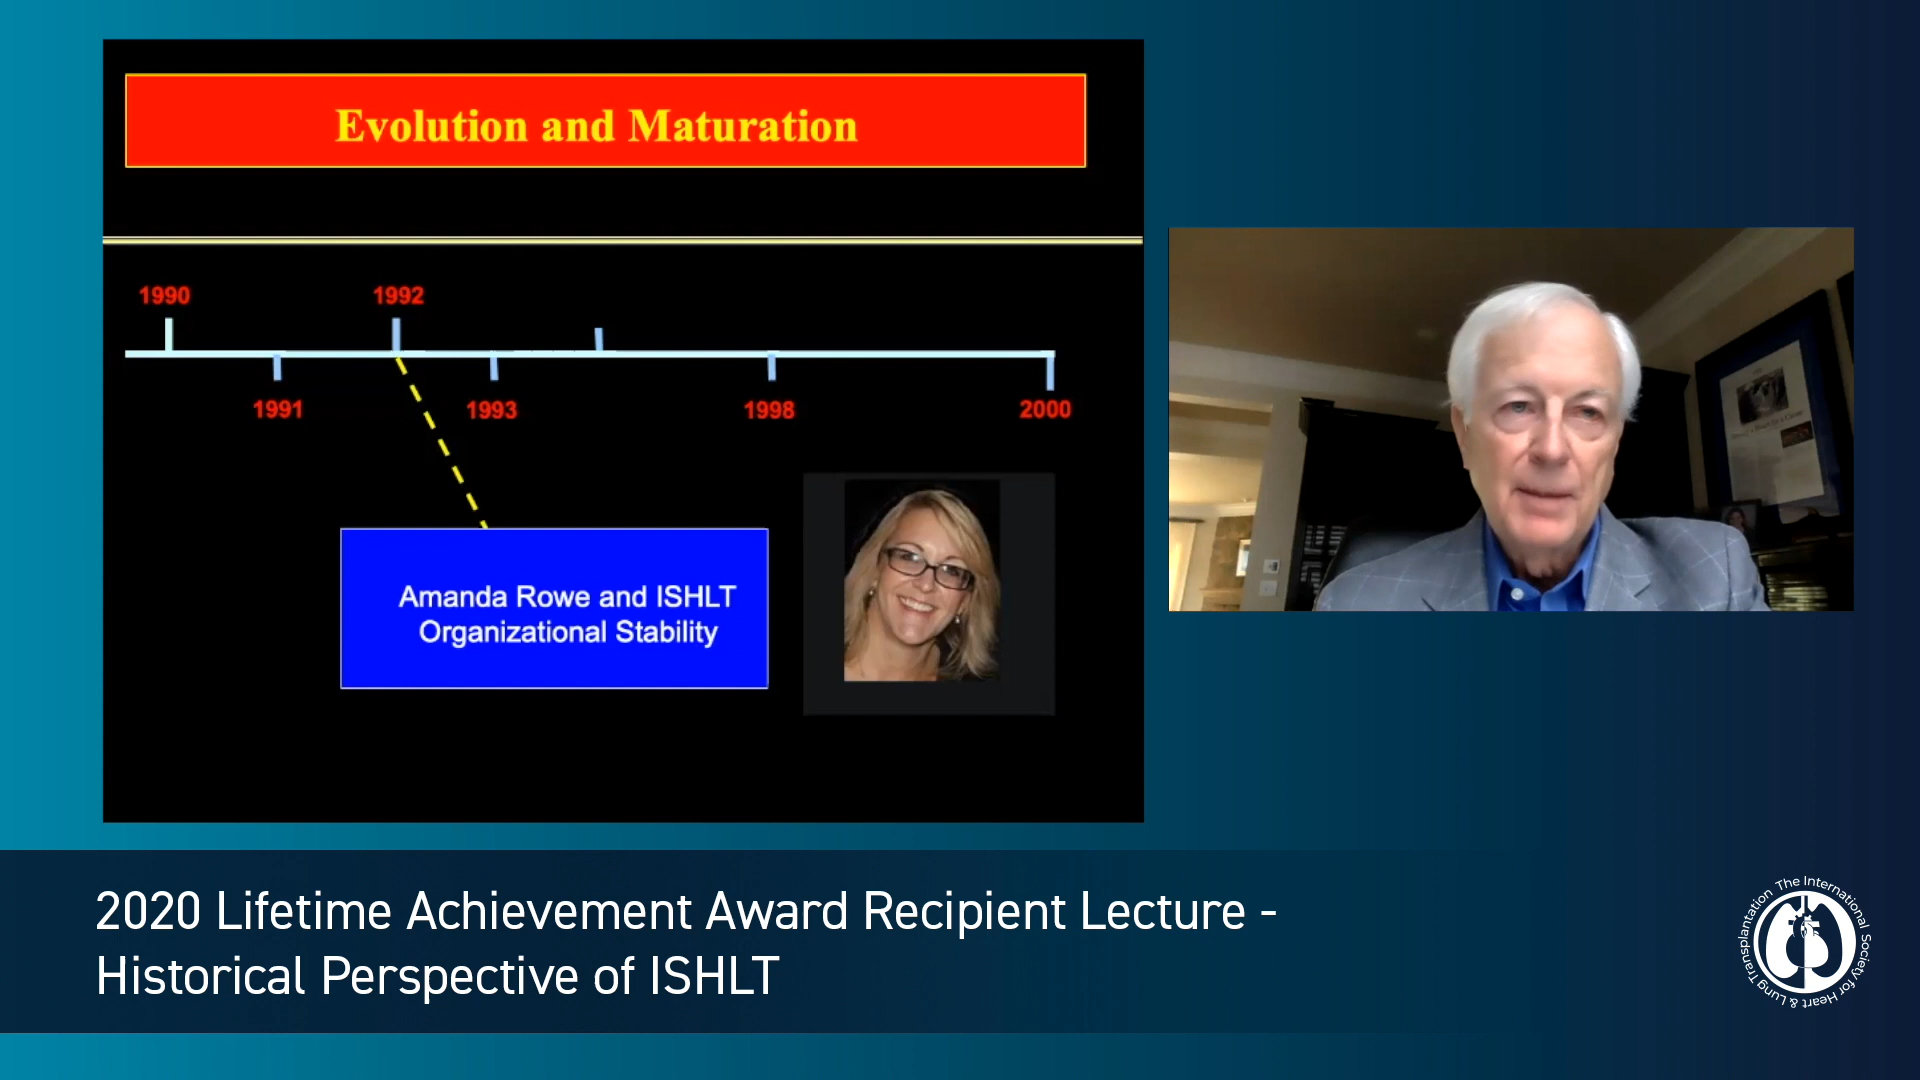 Evolution and Maturation
1990
1992
1991
1993
1998
2000
Amanda Rowe and ISHLT
Organizational Stability
2020 Lifetime Achievement Award Recipient Lecture -
Historical Perspective of ISHLT
The International Society for Heart & Lung Transplantation